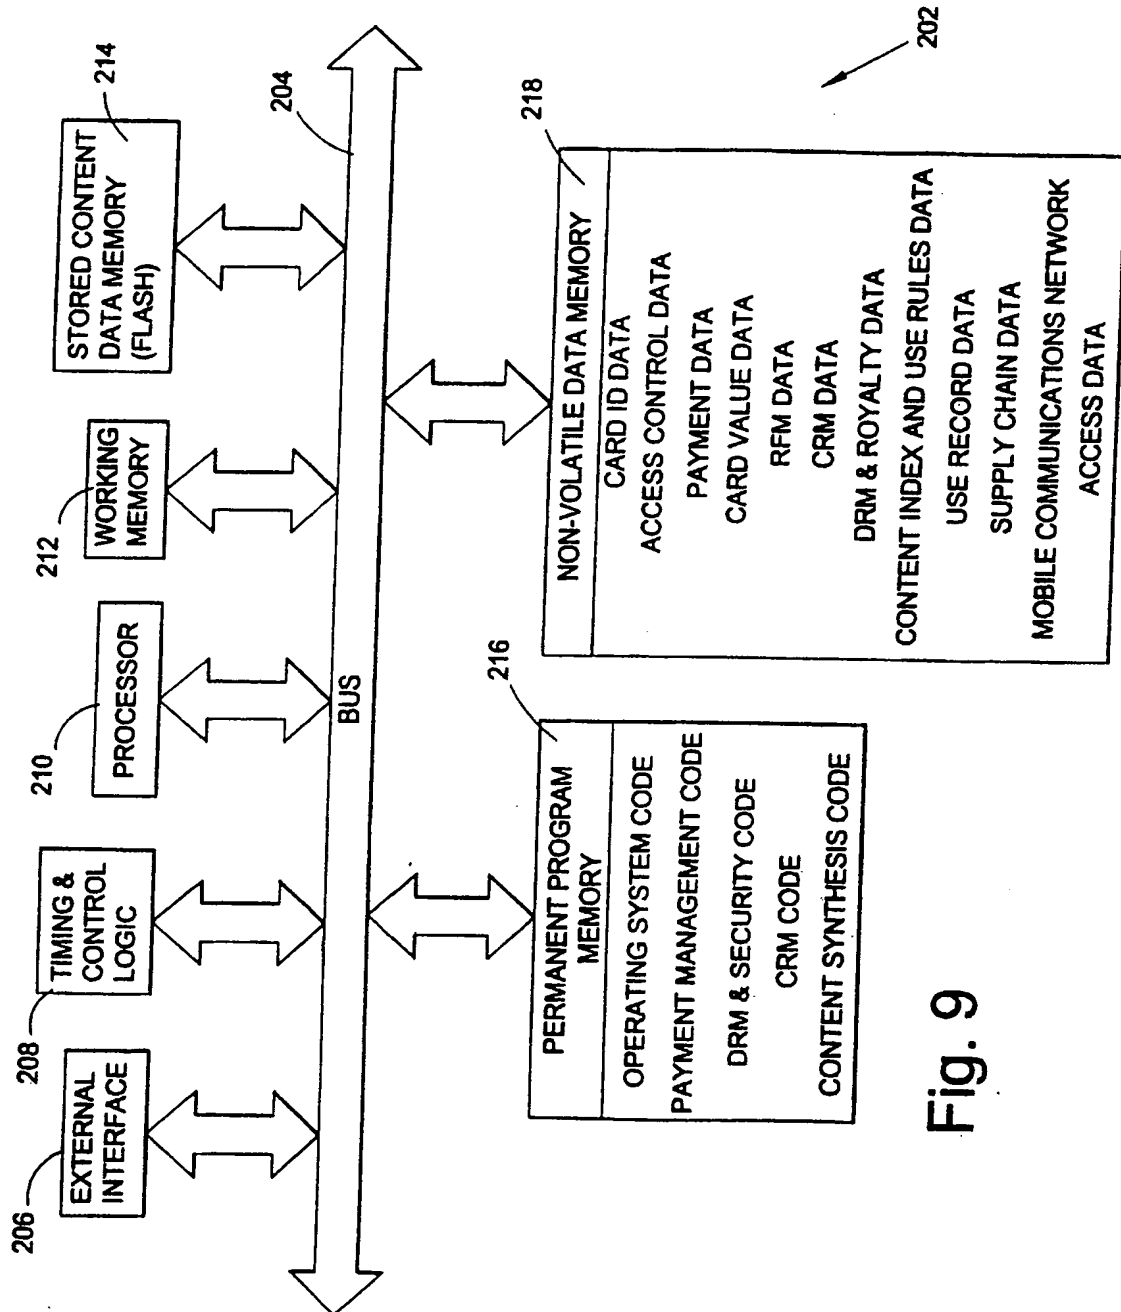 206
EXTERNAL
INTERFACE
208
TIMING &
CONTROL
LOGIC
210
PROCESSOR
212
WORKING
MEMORY
STORED CONTENT
DATA MEMORY
(FLASH)
214
BUS
204
PERMANENT PROGRAM
MEMORY
216
OPERATING SYSTEM CODE
PAYMENT MANAGEMENT CODE
DRM & SECURITY CODE
CRM CODE
CONTENT SYNTHESIS CODE
NON-VOLATILE DATA MEMORY
218
CARD ID DATA
ACCESS CONTROL DATA
PAYMENT DATA
CARD VALUE DATA
RFM DATA
CRM DATA
DRM & ROYALTY DATA
CONTENT INDEX AND USE RULES DATA
USE RECORD DATA
SUPPLY CHAIN DATA
MOBILE COMMUNICATIONS NETWORK
ACCESS DATA
202
Fig. 9